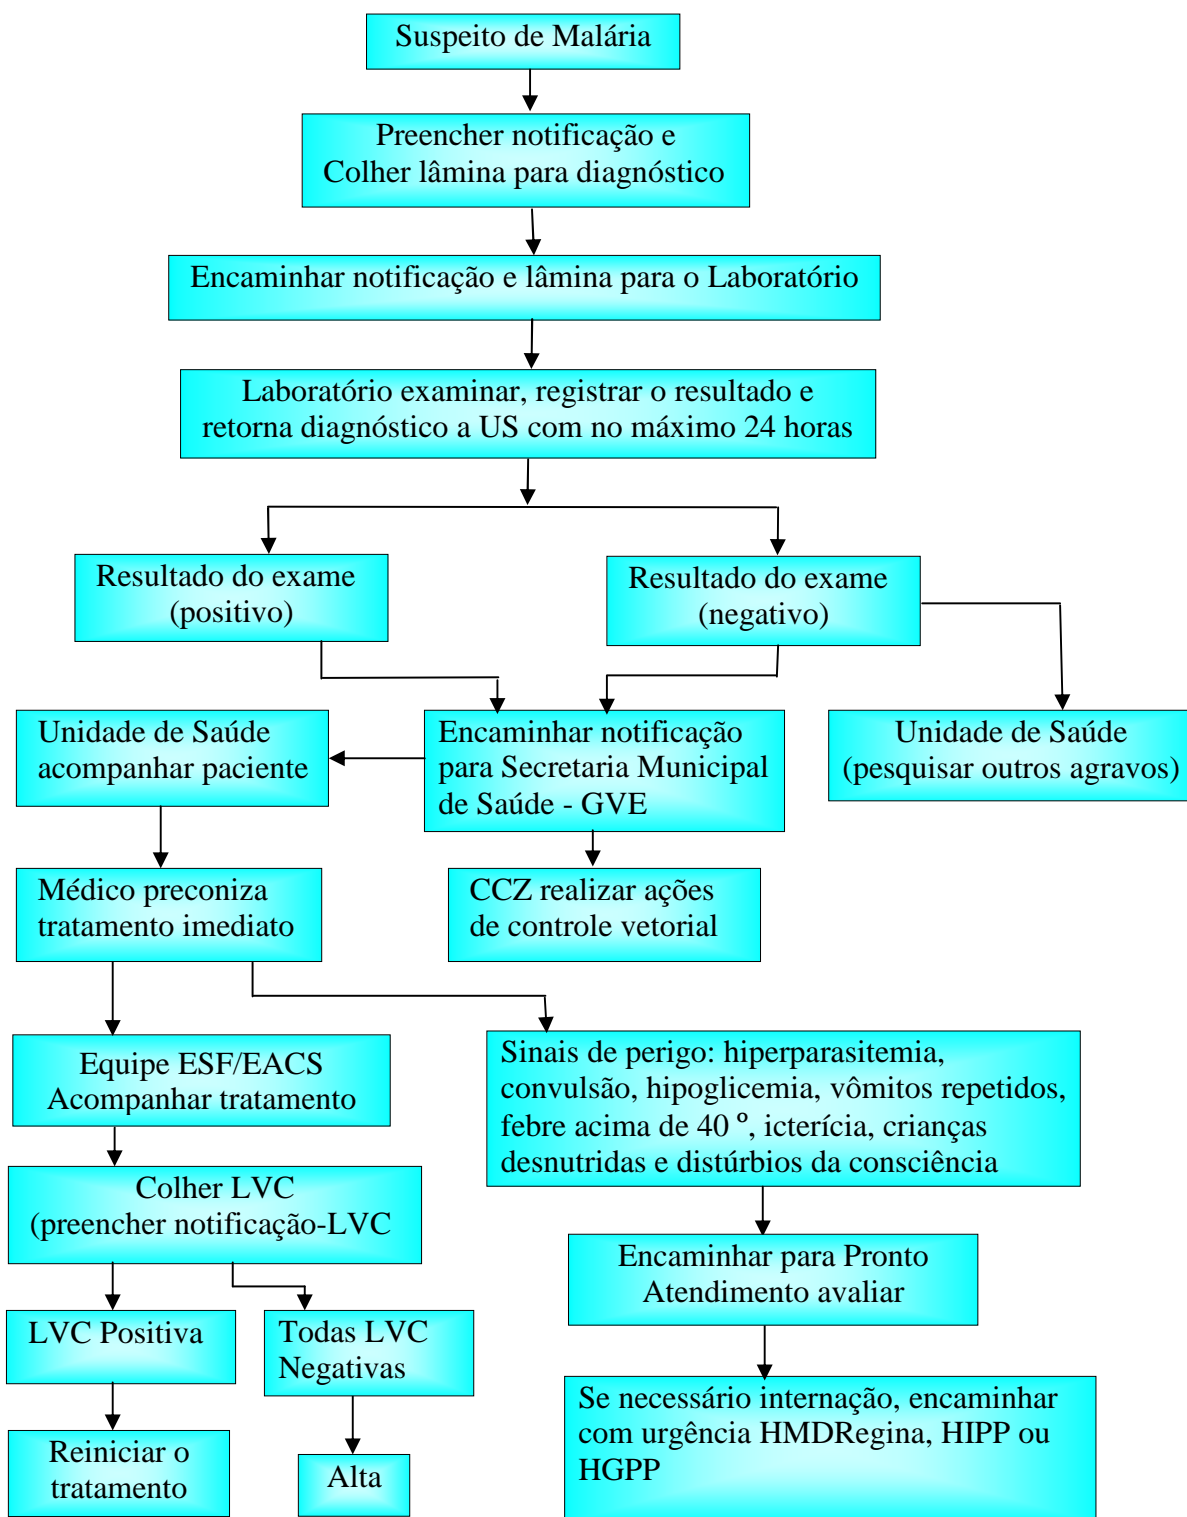 Suspeito de Malária
Preencher notificação e
Colher lâmina para diagnóstico
Encaminhar notificação e lâmina para o Laboratório
Laboratório examinar, registrar o resultado e
retorna diagnóstico a US com no máximo 24 horas
Resultado do exame
(positivo)
Resultado do exame
(negativo)
Unidade de Saúde
acompanhar paciente
Encaminhar notificação
para Secretaria Municipal
de Saúde - GVE
Unidade de Saúde
(pesquisar outros agravos)
Médico preconiza
tratamento imediato
CCZ realizar ações
de controle vetorial
Equipe ESF/EACS
Acompanhar tratamento
Sinais de perigo: hiperparasitemia,
convulsão, hipoglicemia, vômitos repetidos,
febre acima de 40 º, icterícia, crianças
desnutridas e distúrbios da consciência
Colher LVC
(preencher notificação-LVC
Encaminhar para Pronto
Atendimento avaliar
LVC Positiva
Todas LVC
Negativas
Se necessário internação, encaminhar
com urgência HMDRegina, HIPP ou
HGPP
Reiniciar o
tratamento
Alta